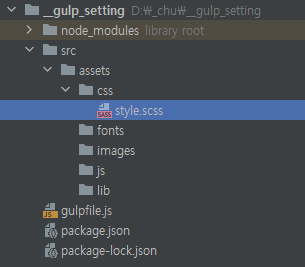 __gulp_setting D:₩_chu₩__gulp_setting
node_modules library root
src
assets
css
SASS style.scss
fonts
images
js
lib
JS gulpfile.js
package.json
package-lock.json